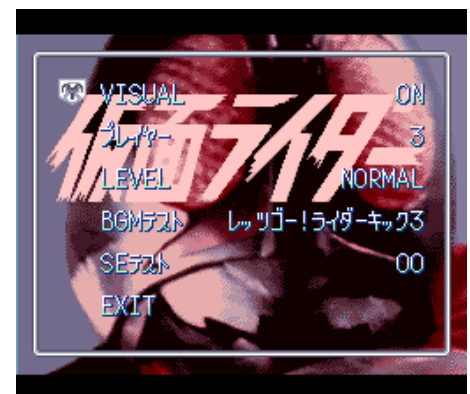 仮面ライダー
VISUAL ON
プレイヤー 3
LEVEL NORMAL
BGMテスト レッツゴー!ライダーキック3
SEテスト 00
EXIT